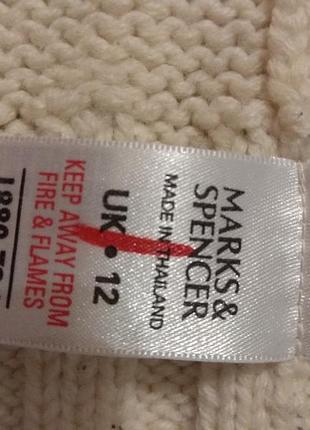 MARKS &
SPENCER
MADE IN THAILAND
UK • 12
KEEP AWAY FROM
FIRE & FLAMES